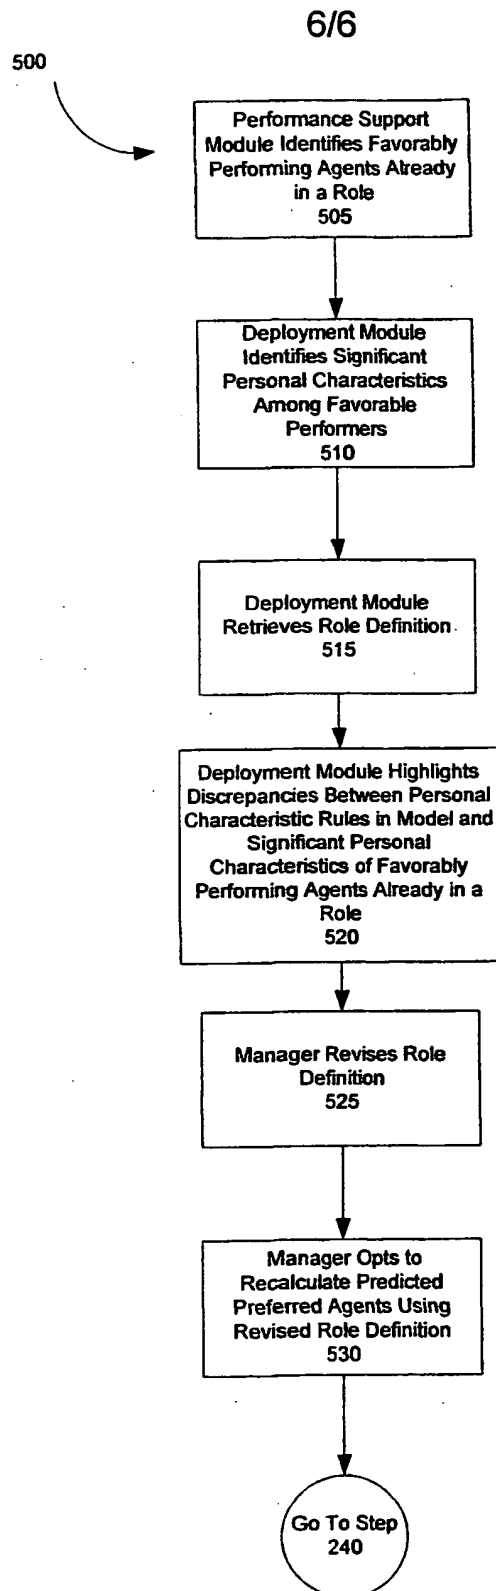 6/6
500
Performance Support
Module Identifies Favorably
Performing Agents Already
in a Role
505
Deployment Module
Identifies Significant
Personal Characteristics
Among Favorable
Performers
510
Deployment Module
Retrieves Role Definition
515
Deployment Module Highlights
Discrepancies Between Personal
Characteristic Rules in Model and
Significant Personal
Characteristics of Favorably
Performing Agents Already in a
Role
520
Manager Revises Role
Definition
525
Manager Opts to
Recalculate Predicted
Preferred Agents Using
Revised Role Definition
530
Go To Step
240